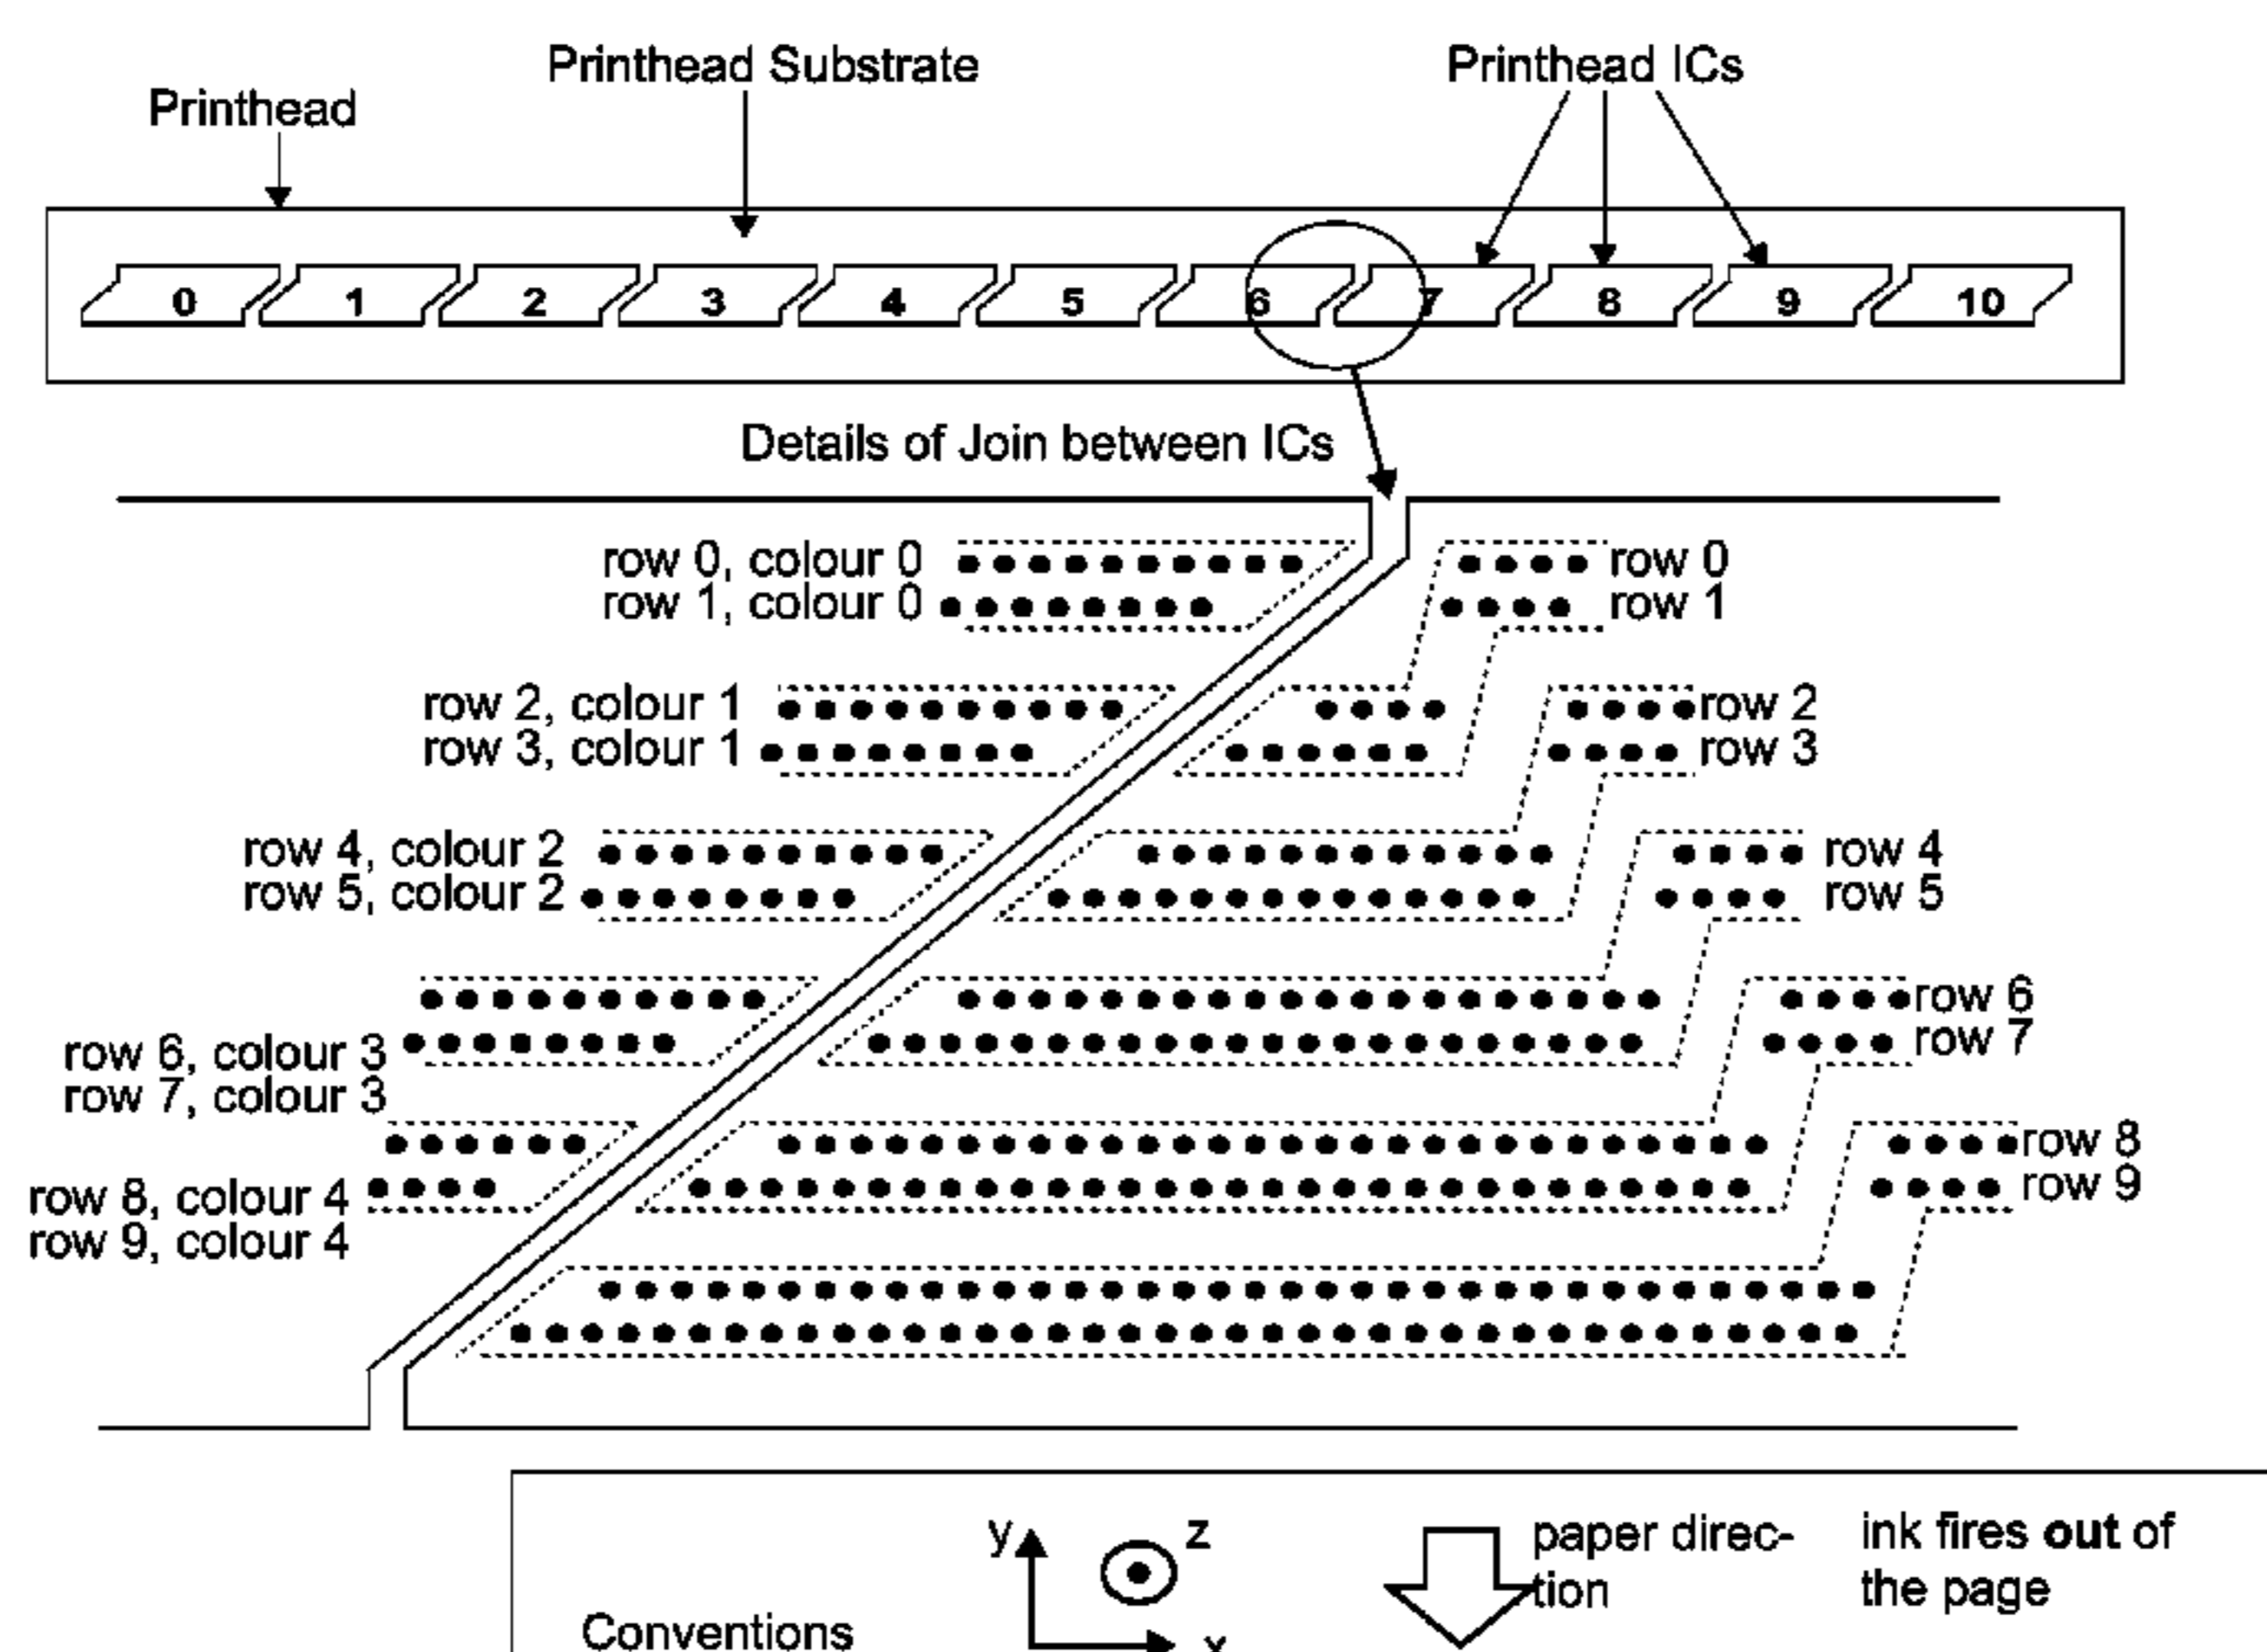 Printhead Substrate
Printhead ICs
Printhead
0 1 2 3 4 5 6 7 8 9 10
Details of Join between ICs
row 0, colour 0
row 0
row 1, colour 0
row 1
row 2, colour 1
row 2
row 3, colour 1
row 3
row 4, colour 2
row 4
row 5, colour 2
row 5
row 6
row 6, colour 3
row 7
row 7, colour 3
row 8
row 8, colour 4
row 9
row 9, colour 4
y
z
paper direc-
tion
ink fires out of
the page
Conventions
x